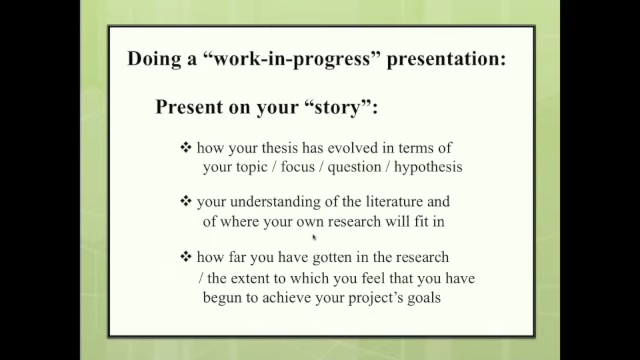 Doing a “work-in-progress” presentation:
Present on your “story”:
❖ how your thesis has evolved in terms of
your topic / focus / question / hypothesis
❖ your understanding of the literature and
of where your own research will fit in
❖ how far you have gotten in the research
/ the extent to which you feel that you have
begun to achieve your project’s goals